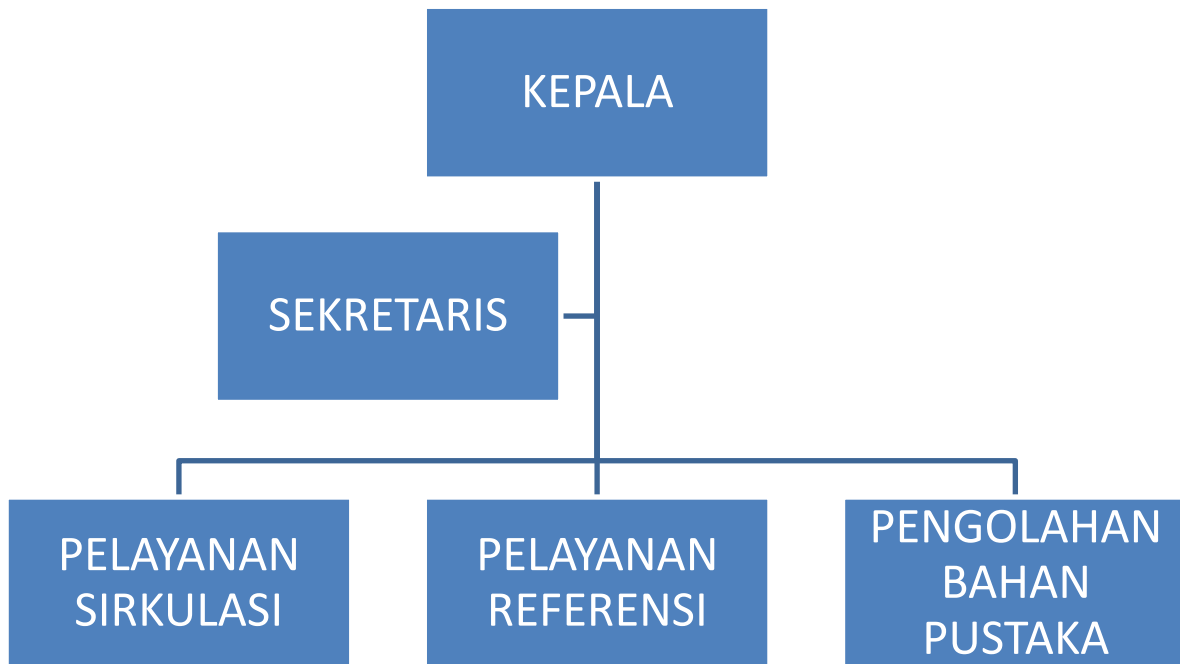 KEPALA
SEKRETARIS
PELAYANAN
SIRKULASI
PELAYANAN
REFERENSI
PENGOLAHAN
BAHAN
PUSTAKA